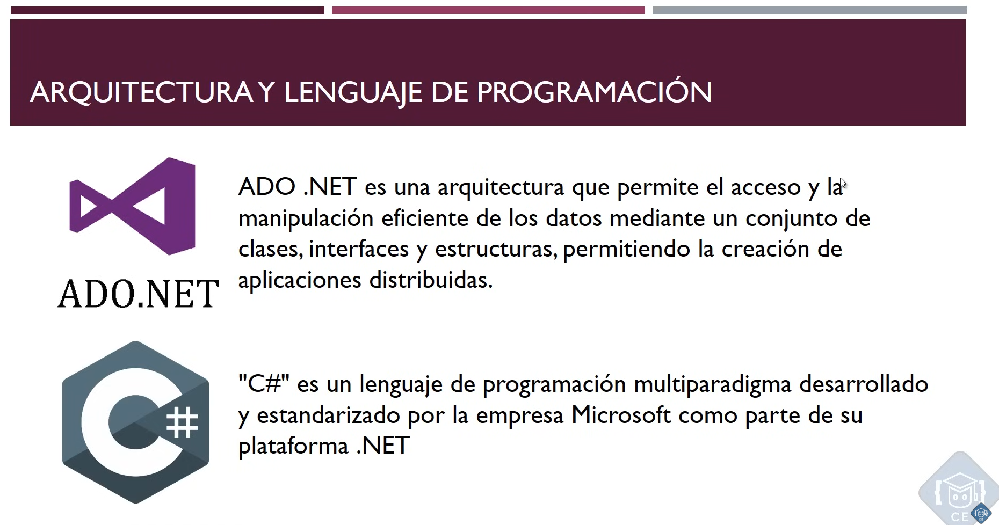 ARQUITECTURA Y LENGUAJE DE PROGRAMACIÓN
ADO .NET es una arquitectura que permite el acceso y la
manipulación eficiente de los datos mediante un conjunto de
clases, interfaces y estructuras, permitiendo la creación de
aplicaciones distribuidas.
ADO.NET
C#
"C#" es un lenguaje de programación multiparadigma desarrollado
y estandarizado por la empresa Microsoft como parte de su
plataforma .NET
CE
CE